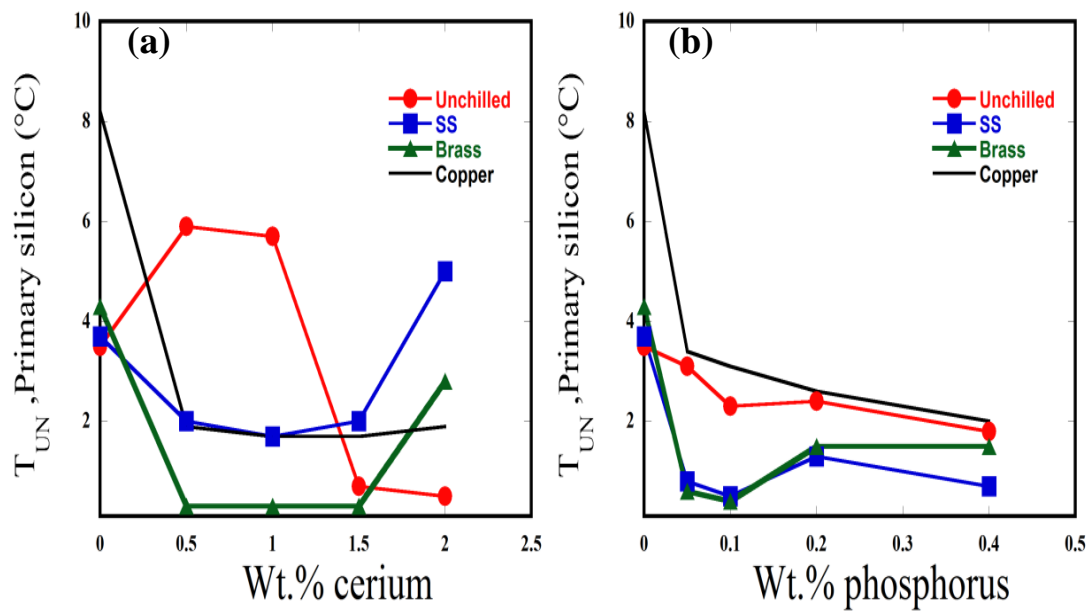 (a)
T_UN ,Primary silicon (°C)
10
8
6
4
2
Unchilled
SS
Brass
Copper
0 0.5 1 1.5 2 2.5
Wt.% cerium
(b)
T_UN ,Primary silicon (°C)
10
8
6
4
2
Unchilled
SS
Brass
Copper
0 0.1 0.2 0.3 0.4 0.5
Wt.% phosphorus